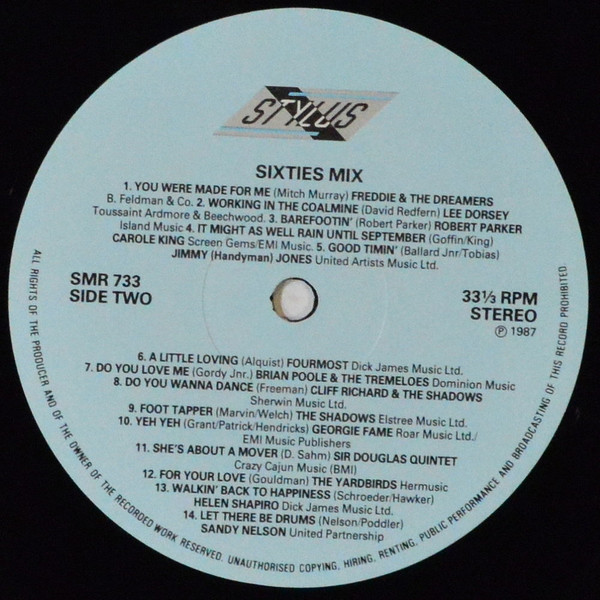 STYLUS
SIXTIES MIX
1. YOU WERE MADE FOR ME (Mitch Murray) FREDDIE & THE DREAMERS
B. Feldman & Co. 2. WORKING IN THE COALMINE (David Redfern) LEE DORSEY
Toussaint Ardmore & Beechwood. 3. BAREFOOTIN' (Robert Parker) ROBERT PARKER
Island Music 4. IT MIGHT AS WELL RAIN UNTIL SEPTEMBER (Goffin/King)
CAROLE KING Screen Gems/EMI Music. 5. GOOD TIMIN' (Ballard Jnr/Tobias)
JIMMY (Handyman) JONES United Artists Music Ltd.
SMR 733
SIDE TWO
33⅓ RPM
STEREO
℗ 1987
6. A LITTLE LOVING (Alquist) FOURMOST Dick James Music Ltd.
7. DO YOU LOVE ME (Gordy Jnr.) BRIAN POOLE & THE TREMELOES Dominion Music
8. DO YOU WANNA DANCE (Freeman) CLIFF RICHARD & THE SHADOWS
Sherwin Music Ltd.
9. FOOT TAPPER (Marvin/Welch) THE SHADOWS Elstree Music Ltd.
10. YEH YEH (Grant/Patrick/Hendricks) GEORGIE FAME Roar Music Ltd./
EMI Music Publishers
11. SHE'S ABOUT A MOVER (D. Sahm) SIR DOUGLAS QUINTET
Crazy Cajun Music (BMI)
12. FOR YOUR LOVE (Gouldman) THE YARDBIRDS Hermusic
13. WALKIN' BACK TO HAPPINESS (Schroeder/Hawker)
HELEN SHAPIRO Dick James Music Ltd.
14. LET THERE BE DRUMS (Nelson/Poddler)
SANDY NELSON United Partnership
ALL RIGHTS OF THE PRODUCER AND OF THE OWNER OF THE RECORDED WORK RESERVED. UNAUTHORISED COPYING, HIRING, RENTING, PUBLIC PERFORMANCE AND BROADCASTING OF THIS RECORD PROHIBITED